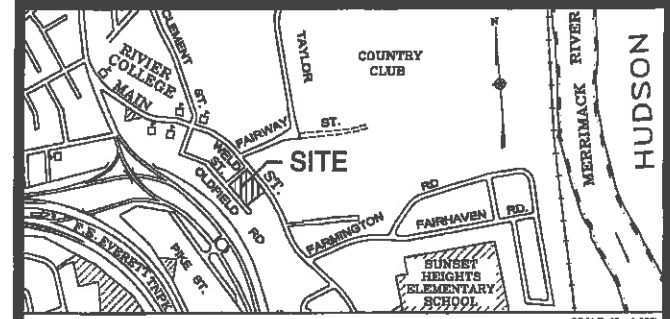 RIVIER
COLLEGE
MAIN
ST.
CLEMENT
ST.
TAYLOR
COUNTRY
CLUB
N
MERRIMACK RIVER
HUDSON
FAIRWAY ST.
WELD ST.
SITE
OLDFIELD RD
FARMINGTON RD
FAIRHAVEN RD.
F.E. EVERETT TNPK
PIKE ST.
SUNSET
HEIGHTS
ELEMENTARY
SCHOOL